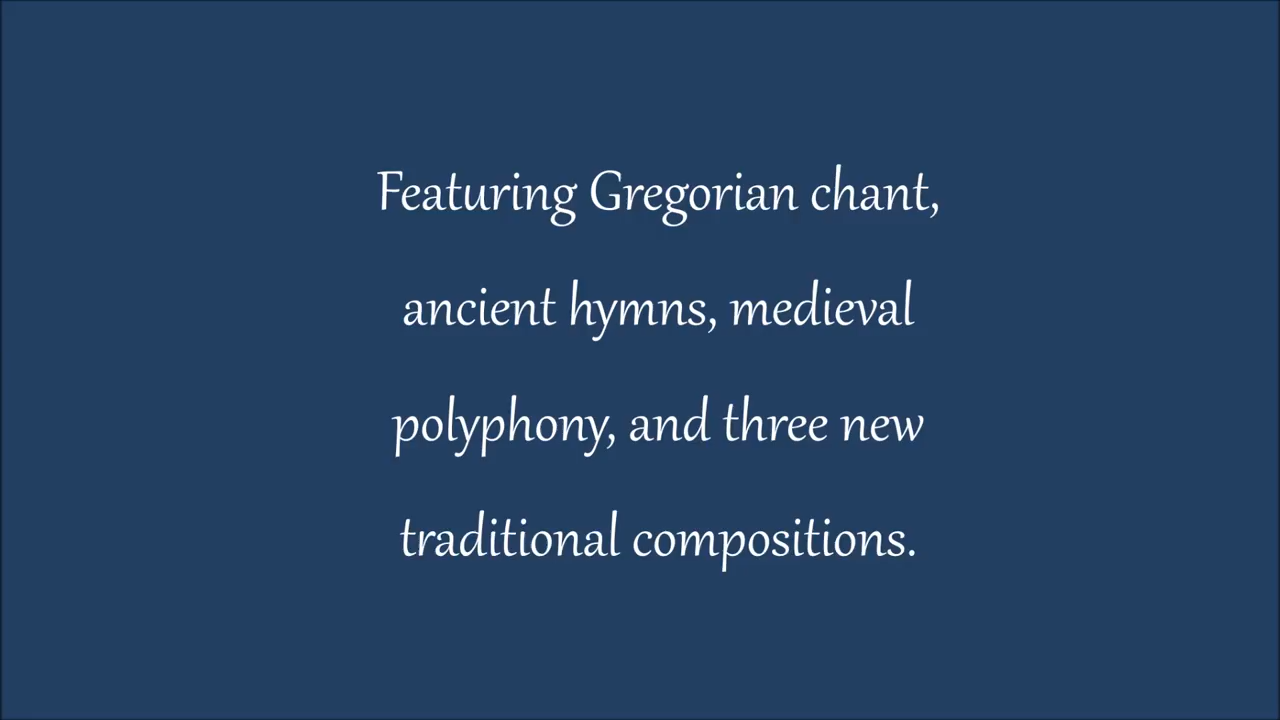 Featuring Gregorian chant,
ancient hymns, medieval
polyphony, and three new
traditional compositions.